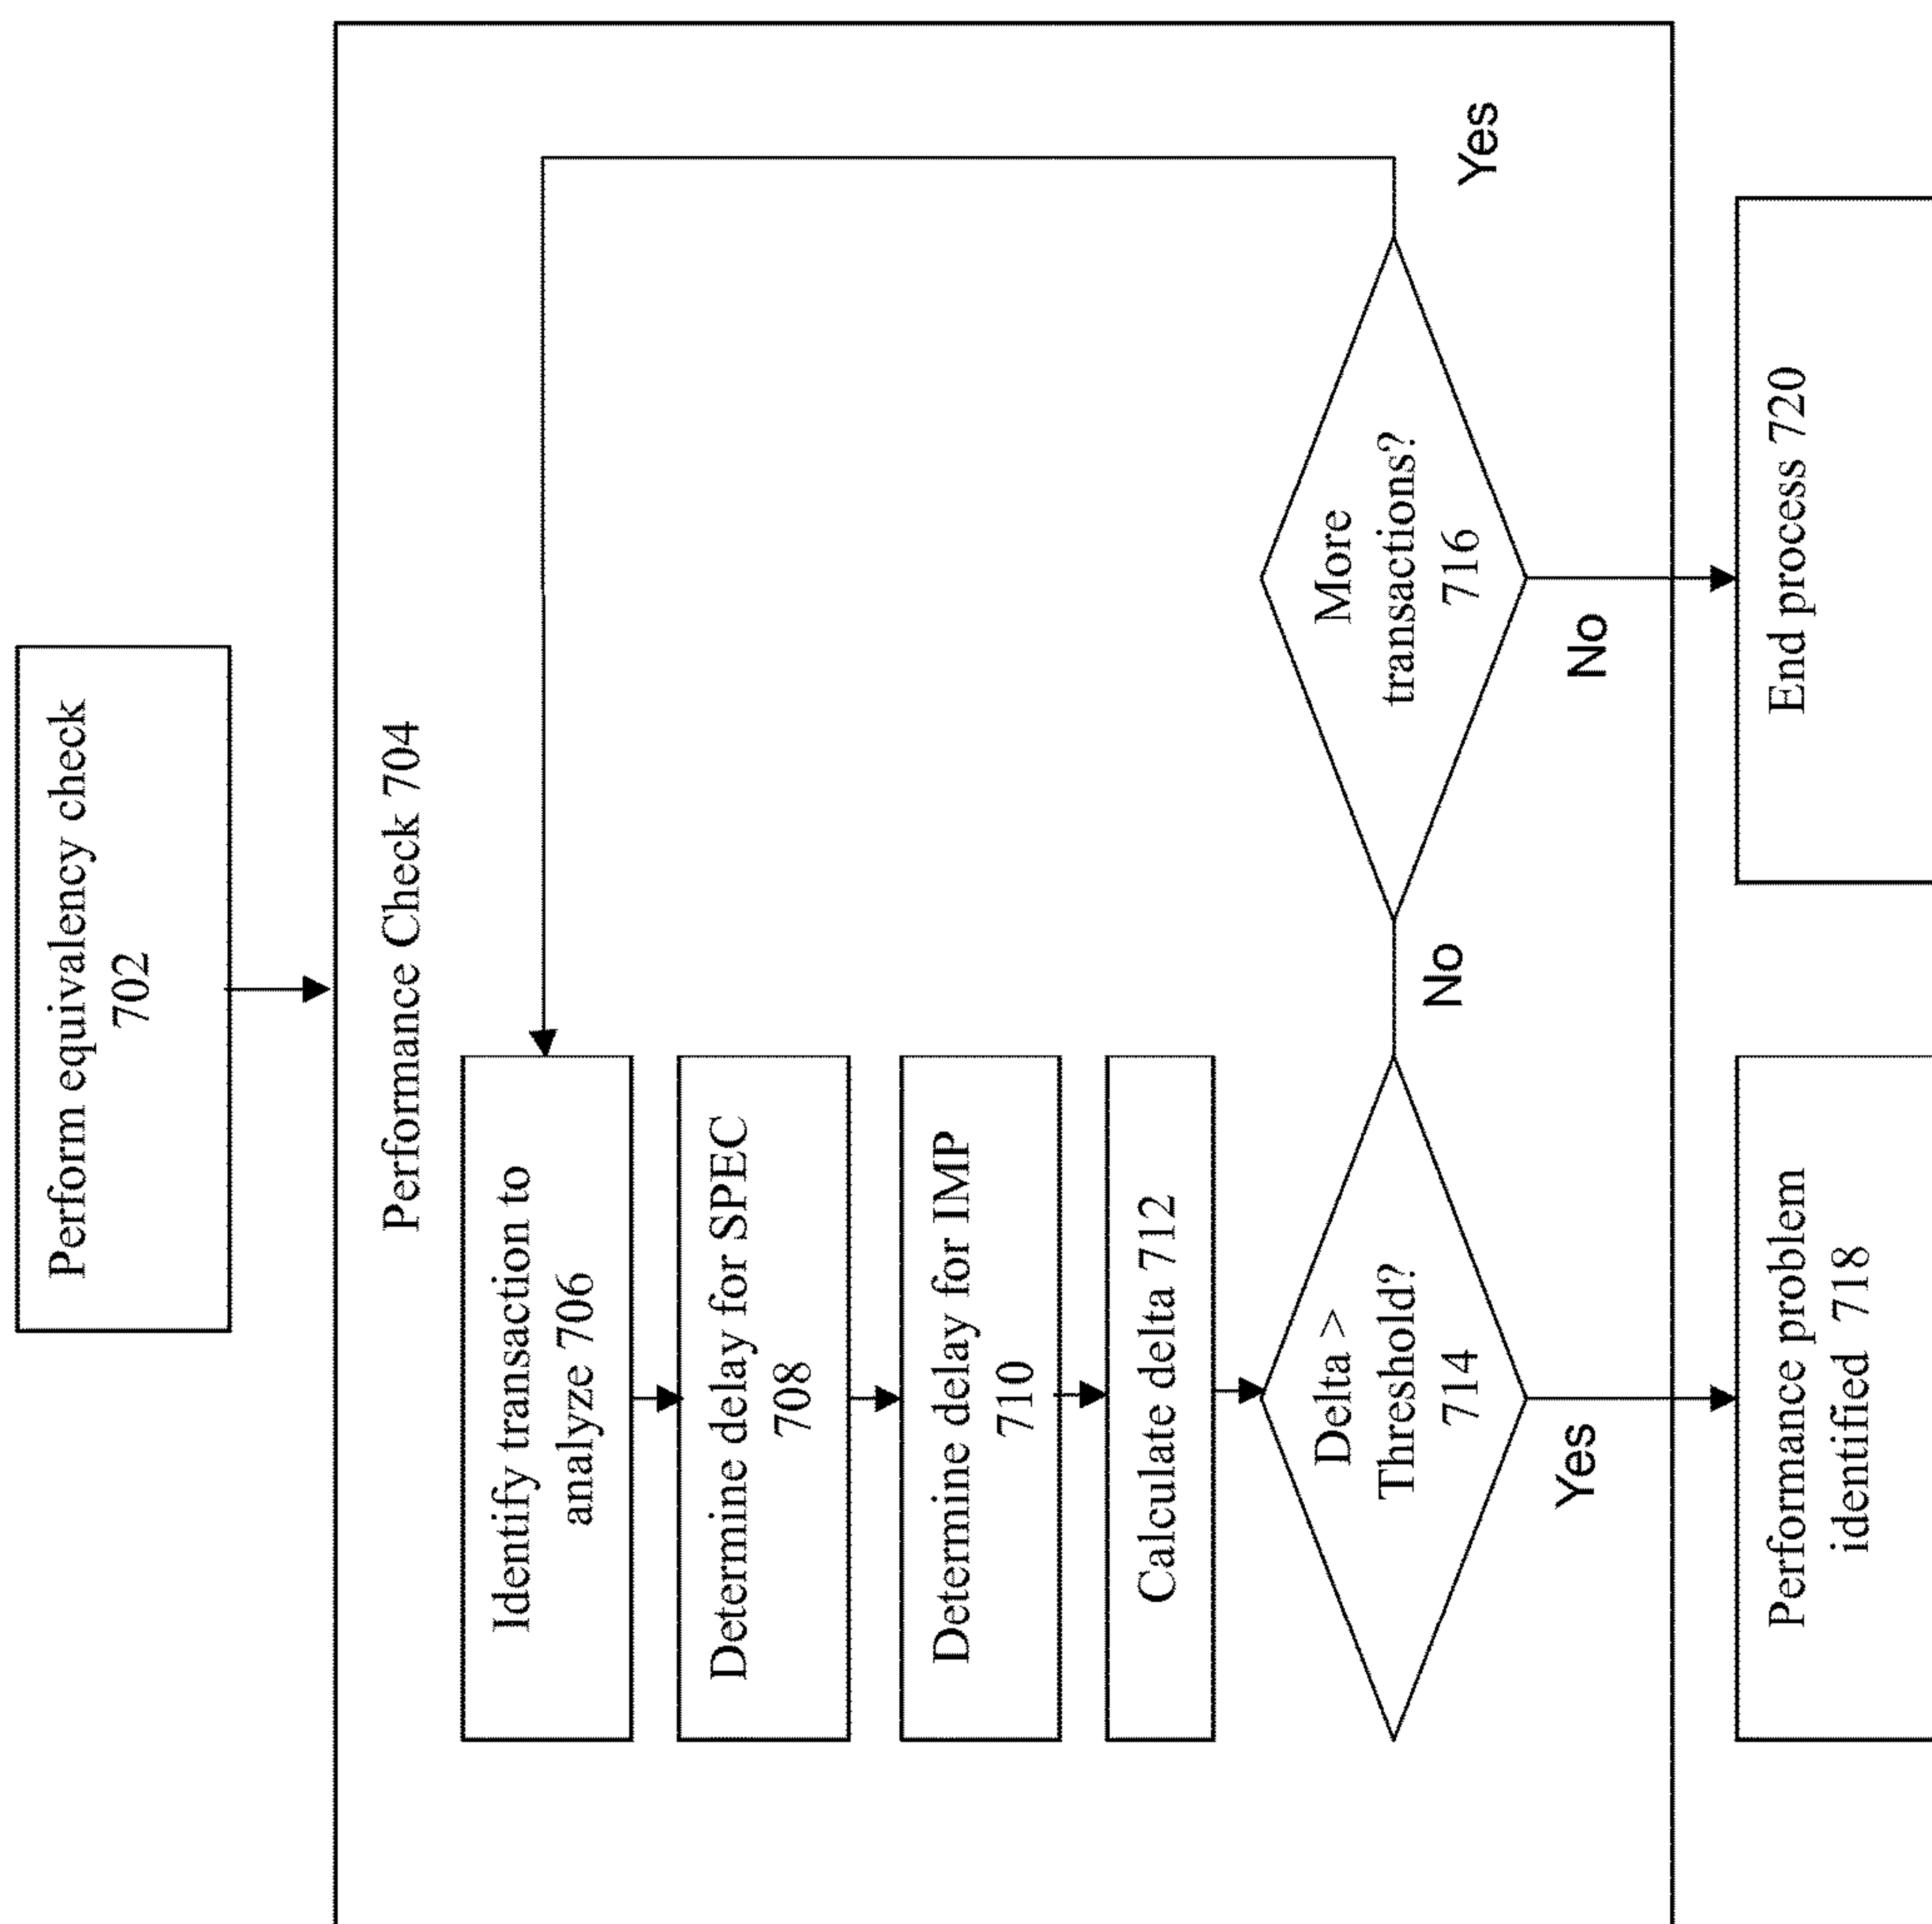 Perform equivalency check
702
Performance Check 704
Identify transaction to
analyze 706
Determine delay for SPEC
708
Determine delay for IMP
710
Calculate delta 712
Delta >
Threshold?
714
No
More
transactions?
716
Yes
Yes
No
Performance problem
identified 718
End process 720